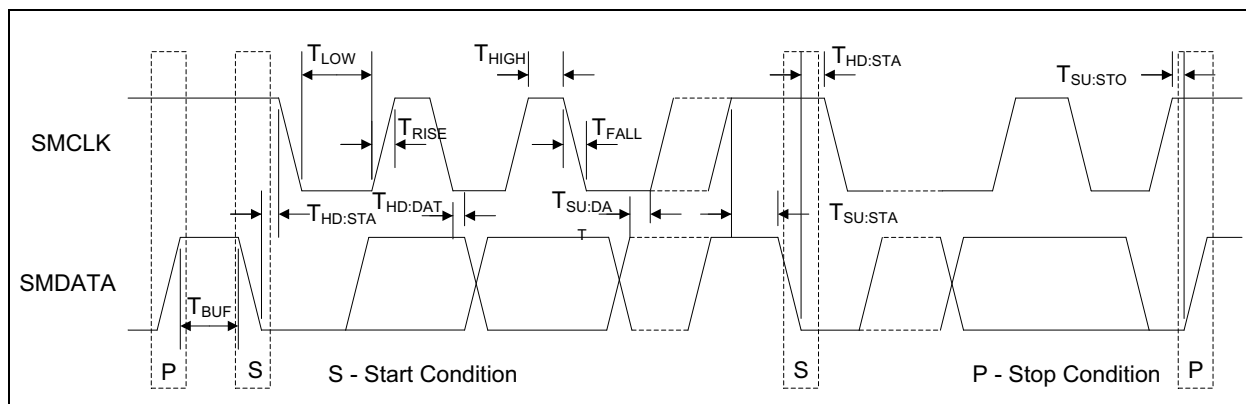 TLOW
THIGH
THD:STA
TSU:STO
SMCLK
TRISE
TFALL
THD:STA
THD:DAT
TSU:DA
T
TSU:STA
SMDATA
TBUF
P
S
S - Start Condition
S
P - Stop Condition
P